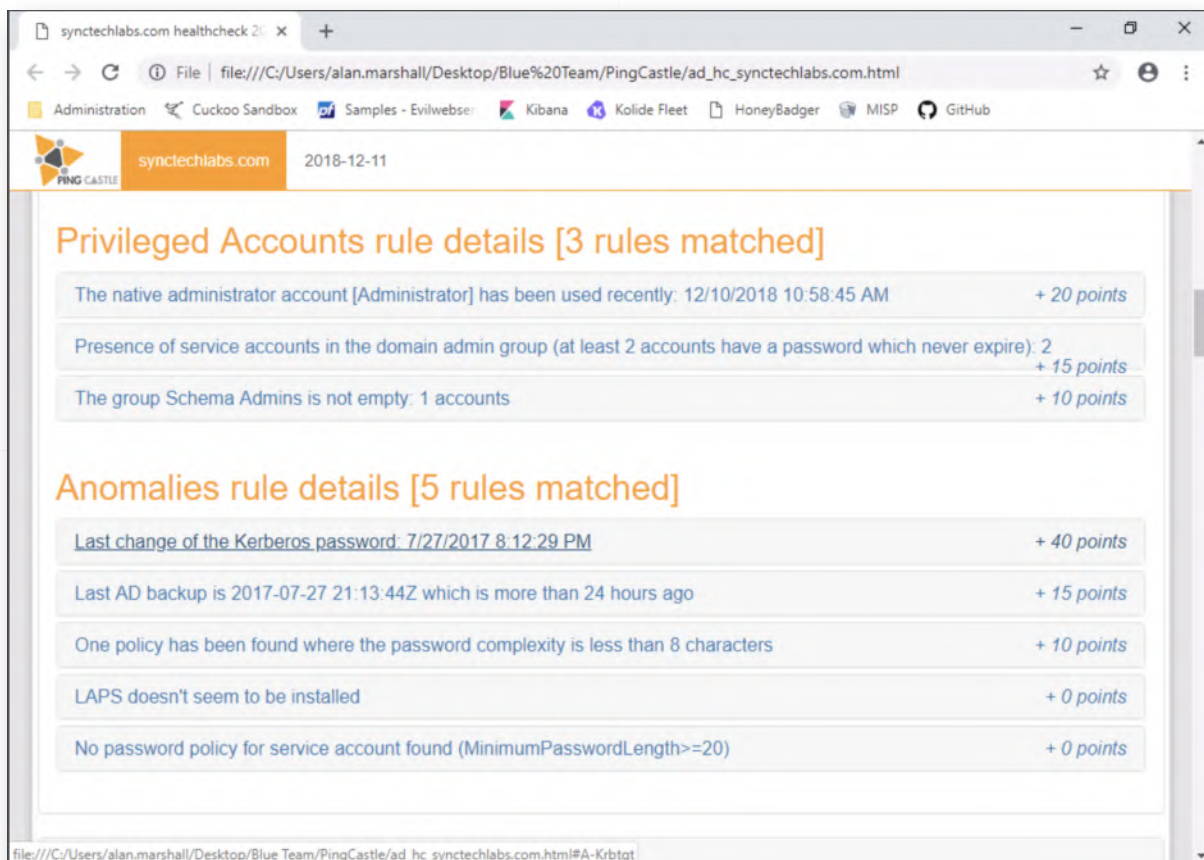 synctechlabs.com healthcheck 20
File | file:///C:/Users/alan.marshall/Desktop/Blue%20Team/PingCastle/ad_hc_synctechlabs.com.html
Administration Cuckoo Sandbox pf Samples - Evilwebser Kibana K Kolide Fleet HoneyBadger MISP GitHub
PING CASTLE synctechlabs.com 2018-12-11
Privileged Accounts rule details [3 rules matched]
The native administrator account [Administrator] has been used recently: 12/10/2018 10:58:45 AM + 20 points
Presence of service accounts in the domain admin group (at least 2 accounts have a password which never expire): 2
+ 15 points
The group Schema Admins is not empty: 1 accounts + 10 points
Anomalies rule details [5 rules matched]
Last change of the Kerberos password: 7/27/2017 8:12:29 PM + 40 points
Last AD backup is 2017-07-27 21:13:44Z which is more than 24 hours ago + 15 points
One policy has been found where the password complexity is less than 8 characters + 10 points
LAPS doesn't seem to be installed + 0 points
No password policy for service account found (MinimumPasswordLength>=20) + 0 points
file:///C:/Users/alan.marshall/Desktop/Blue Team/PingCastle/ad_hc_synctechlabs.com.html#A-Krbtgt